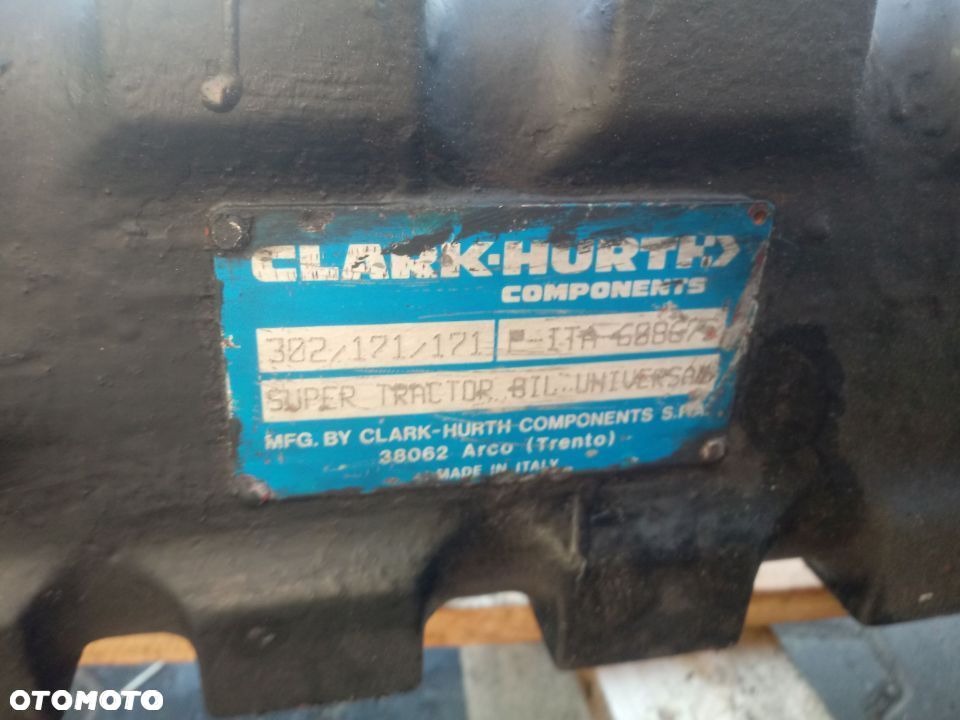 CLARK-HURTH
COMPONENTS
302/171/171
SUPER TRACTOR BIL. UNIVERSAL
MFG. BY CLARK-HURTH COMPONENTS S.P.A.
38062 Arco (Trento)
MADE IN ITALY
OTOMOTO